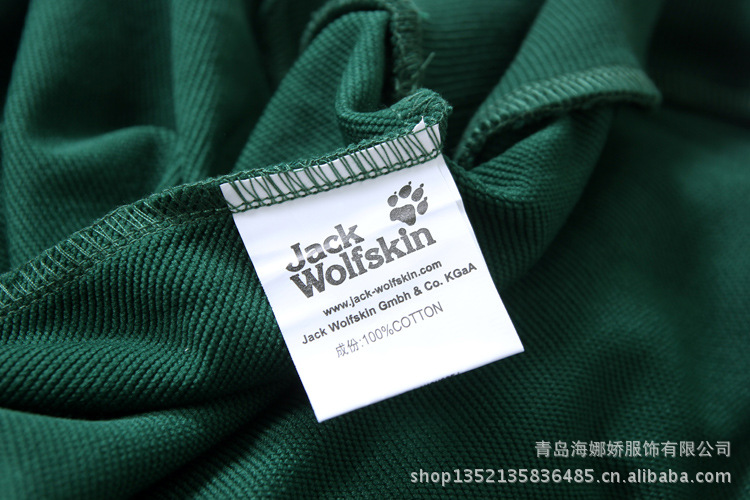 Jack
Wolfskin
www.jack-wolfskin.com
Jack Wolfskin Gmbh & Co. KGaA
成份:100%COTTON
青岛海娜娇服饰有限公司
shop1352135836485.cn.alibaba.com